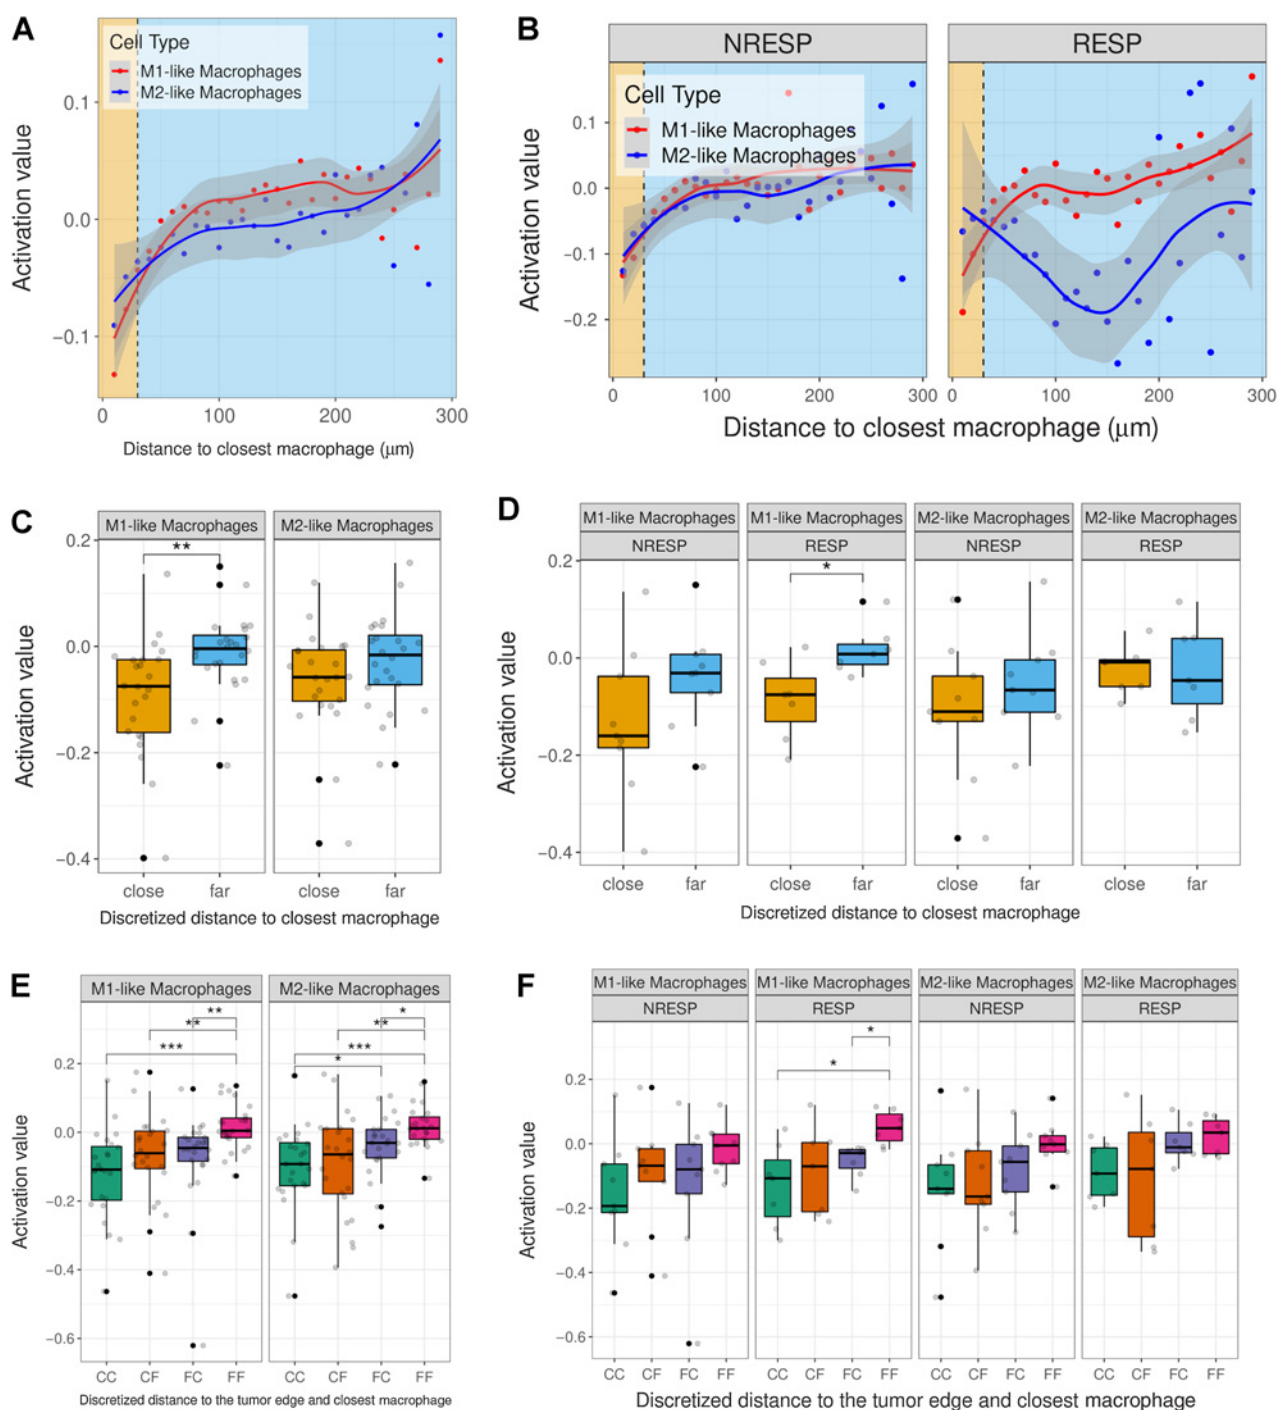 A
Cell Type
M1-like Macrophages
M2-like Macrophages
Activation value
0.1
0.0
−0.1
0
100
200
300
Distance to closest macrophage (μm)
B
NRESP
RESP
Cell Type
M1-like Macrophages
M2-like Macrophages
Activation value
0.1
0.0
−0.1
−0.2
0
100
200
300
0
100
200
300
Distance to closest macrophage (μm)
C
M1-like Macrophages
M2-like Macrophages
**
Activation value
0.2
0.0
−0.2
−0.4
close
far
close
far
Discretized distance to closest macrophage
D
M1-like Macrophages
M1-like Macrophages
M2-like Macrophages
M2-like Macrophages
NRESP
RESP
NRESP
RESP
*
Activation value
0.2
0.0
−0.2
−0.4
close
far
close
far
close
far
close
far
Discretized distance to closest macrophage
E
M1-like Macrophages
M2-like Macrophages
**
**
***
*
**
***
*
Activation value
0.2
0.0
−0.2
−0.4
−0.6
CC
CF
FC
FF
CC
CF
FC
FF
Discretized distance to the tumor edge and closest macrophage
F
M1-like Macrophages
M1-like Macrophages
M2-like Macrophages
M2-like Macrophages
NRESP
RESP
NRESP
RESP
*
*
Activation value
0.2
0.0
−0.2
−0.4
−0.6
CC
CF
FC
FF
CC
CF
FC
FF
CC
CF
FC
FF
CC
CF
FC
FF
Discretized distance to the tumor edge and closest macrophage